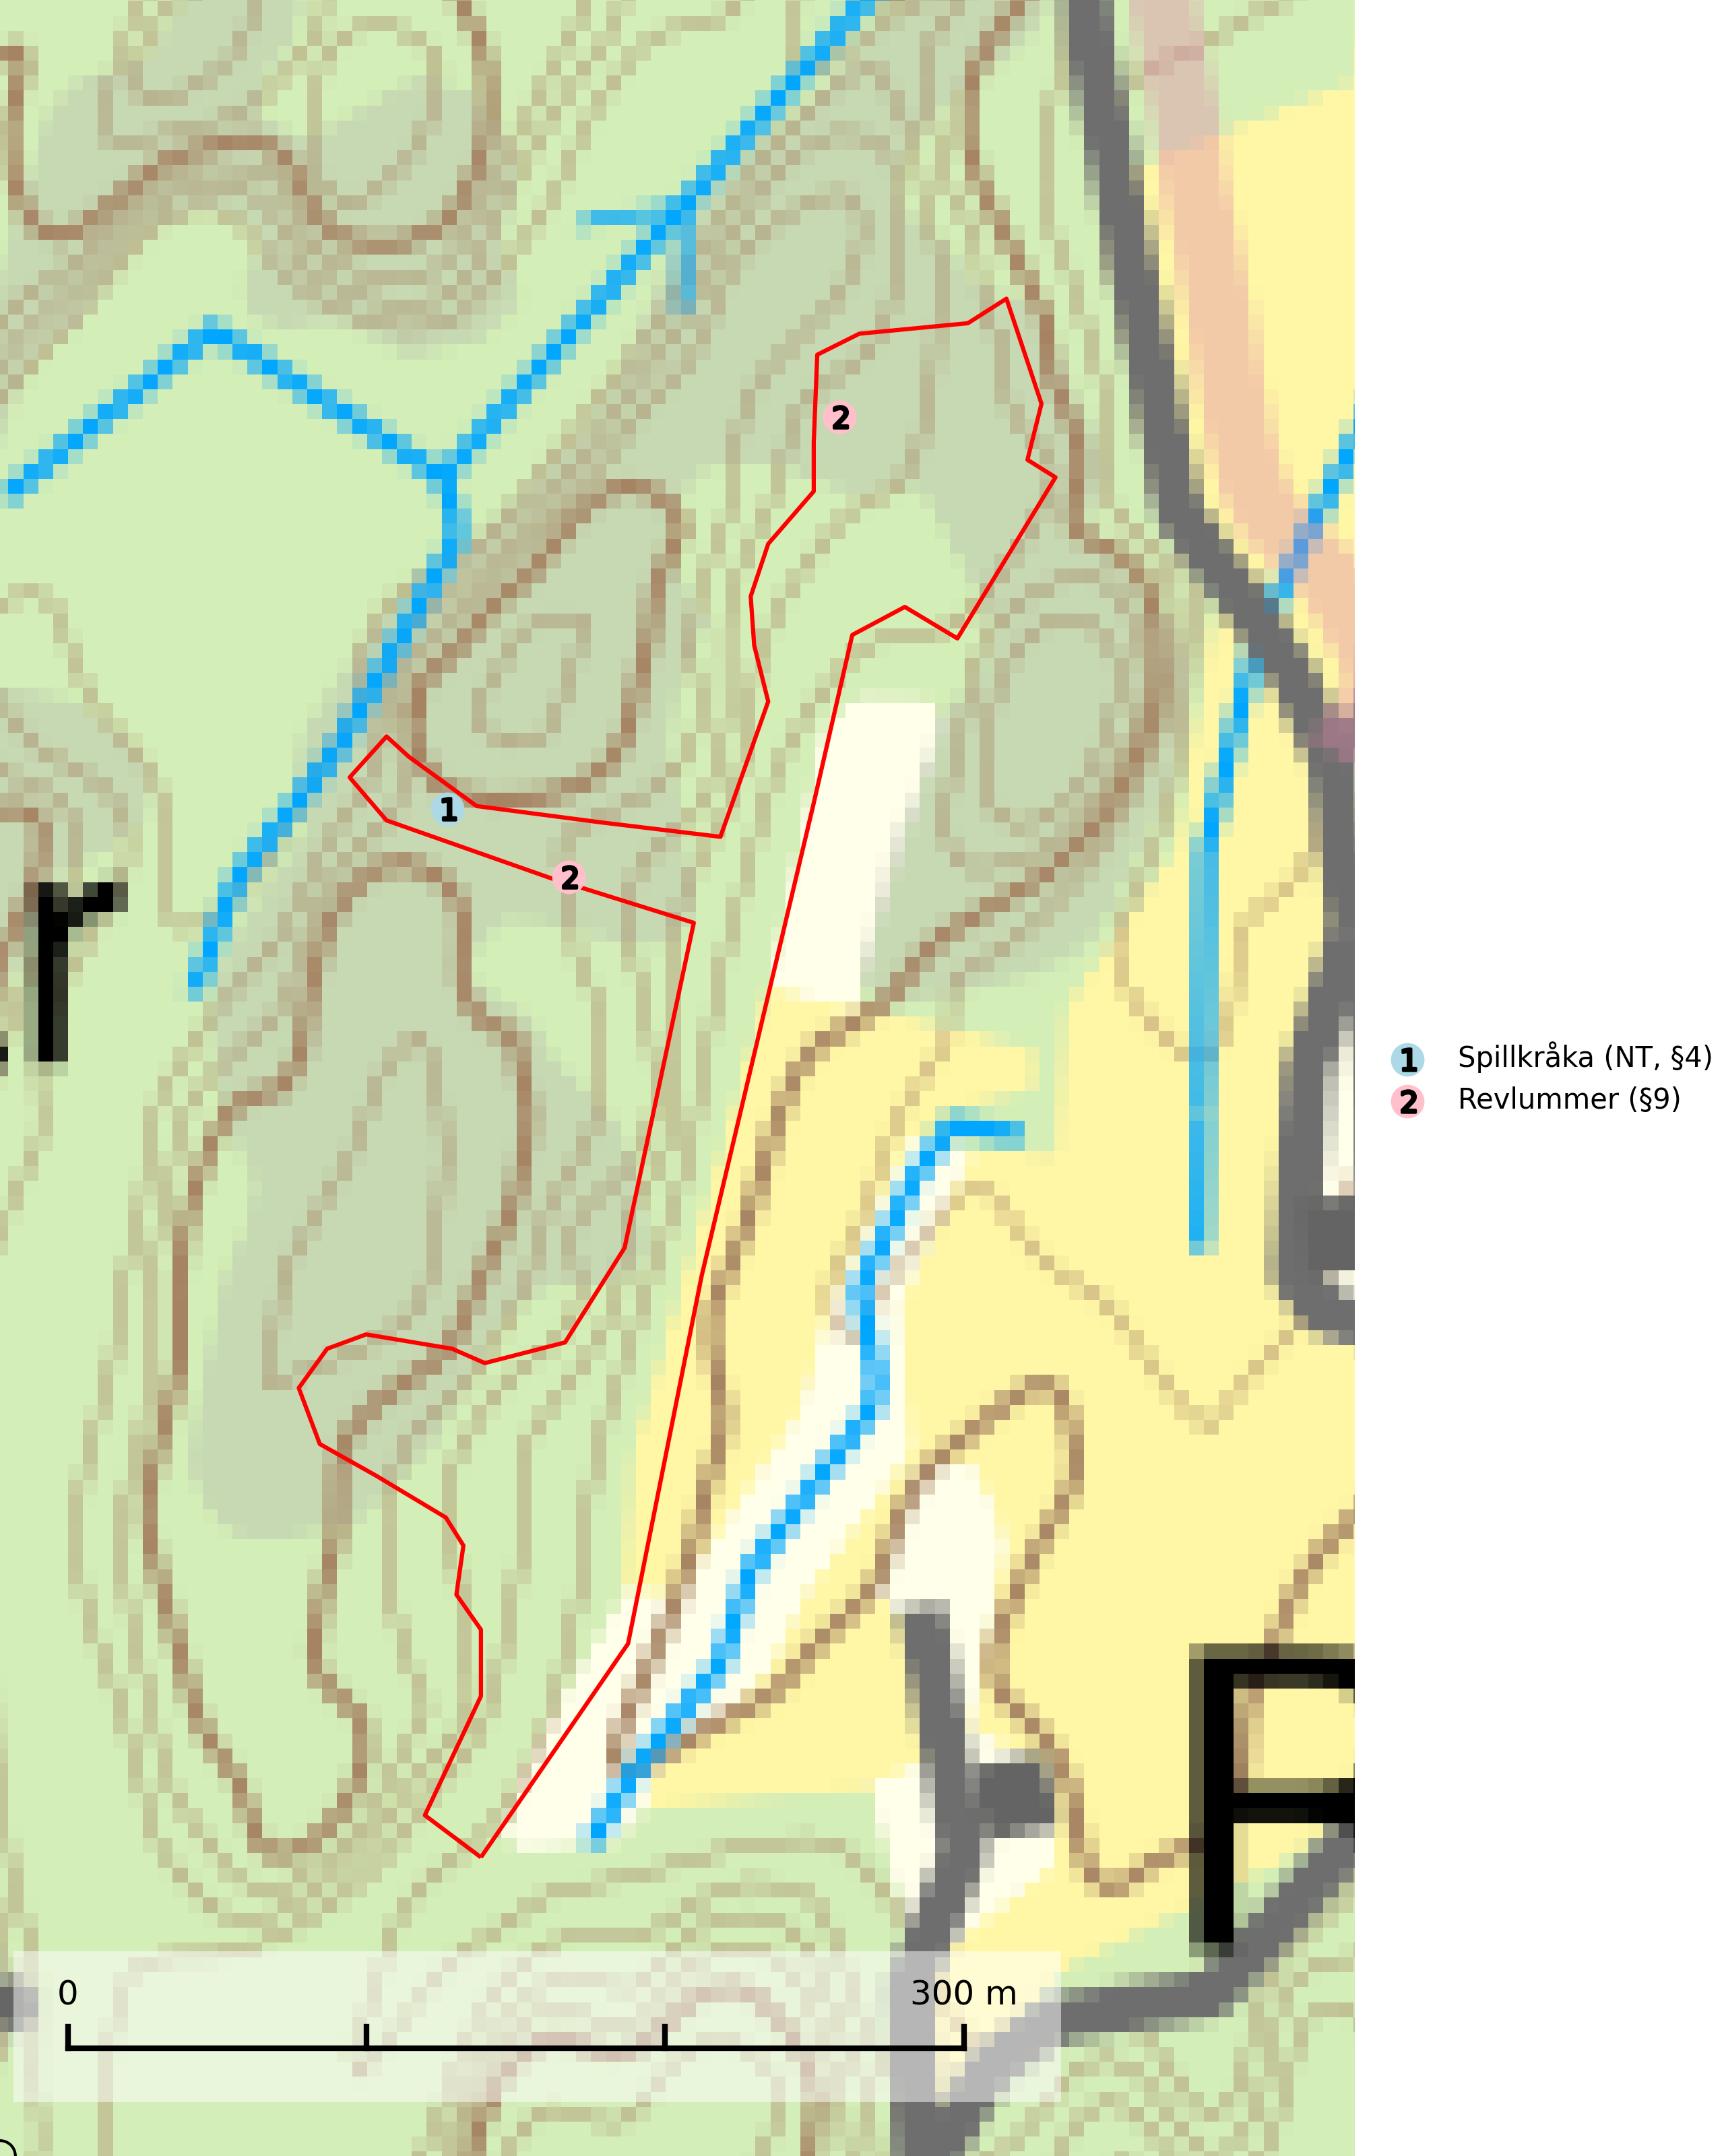 2
1
2
r
1 Spillkråka (NT, §4)
2 Revlummer (§9)
F
0 300 m